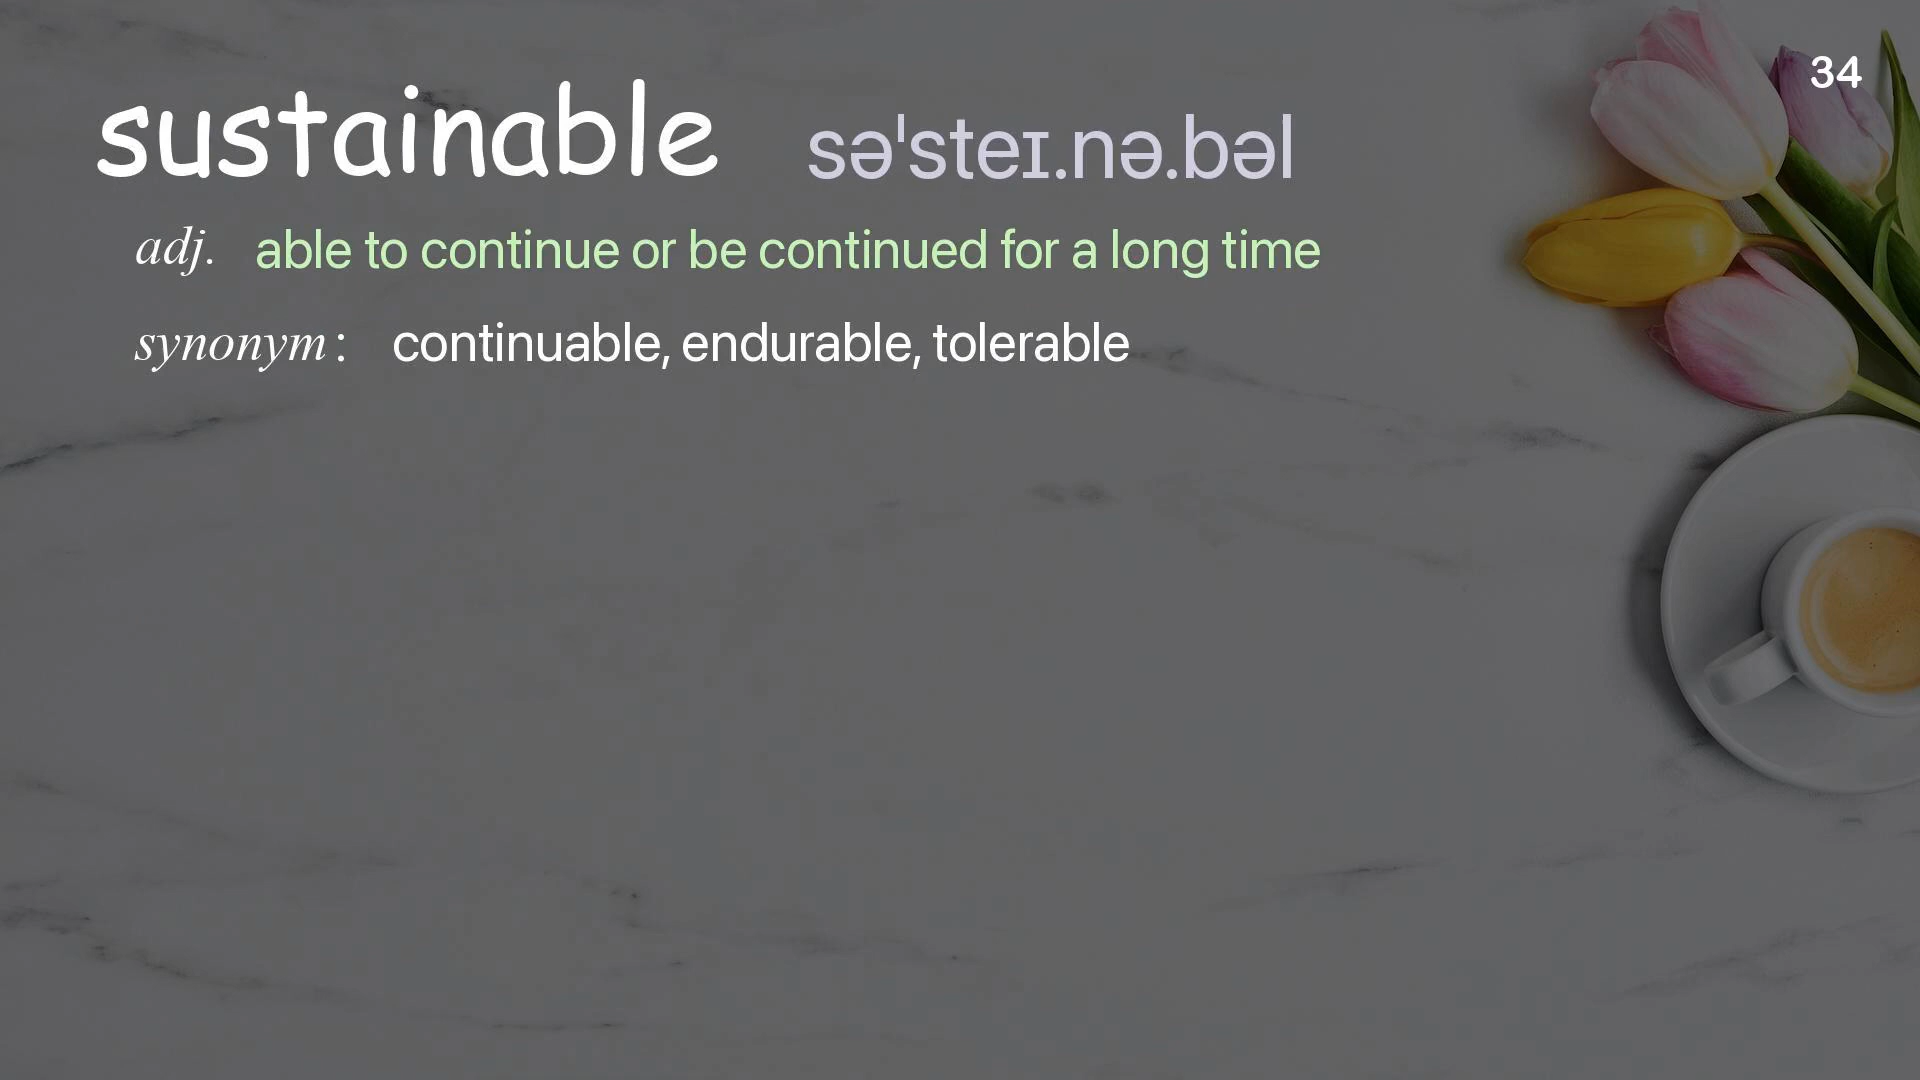 34
sustainable səˈsteɪ.nə.bəl
adj. able to continue or be continued for a long time
synonym : continuable, endurable, tolerable